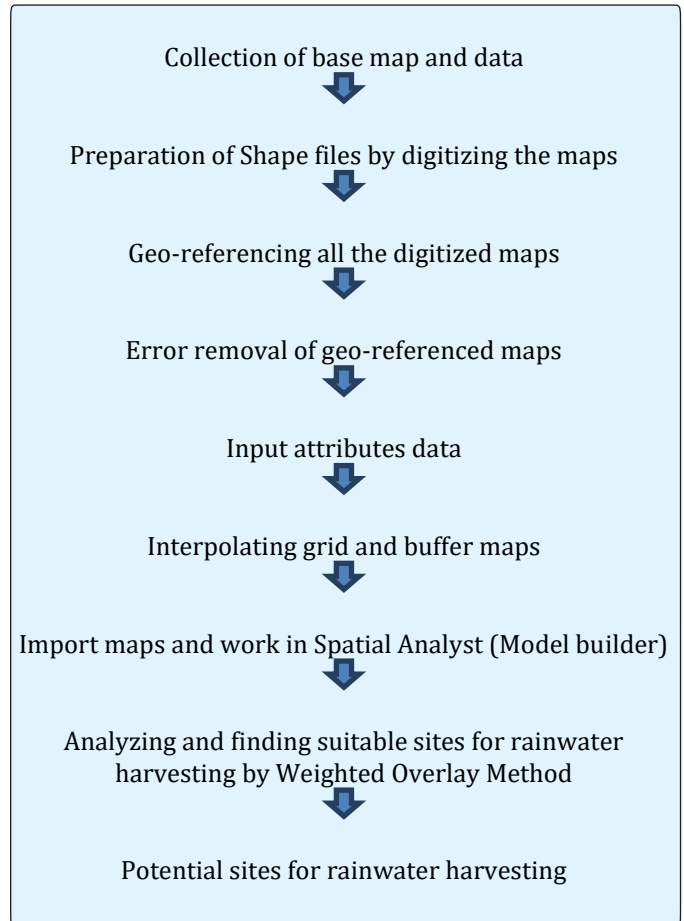 Collection of base map and data
Preparation of Shape files by digitizing the maps
Geo-referencing all the digitized maps
Error removal of geo-referenced maps
Input attributes data
Interpolating grid and buffer maps
Import maps and work in Spatial Analyst (Model builder)
Analyzing and finding suitable sites for rainwater
harvesting by Weighted Overlay Method
Potential sites for rainwater harvesting